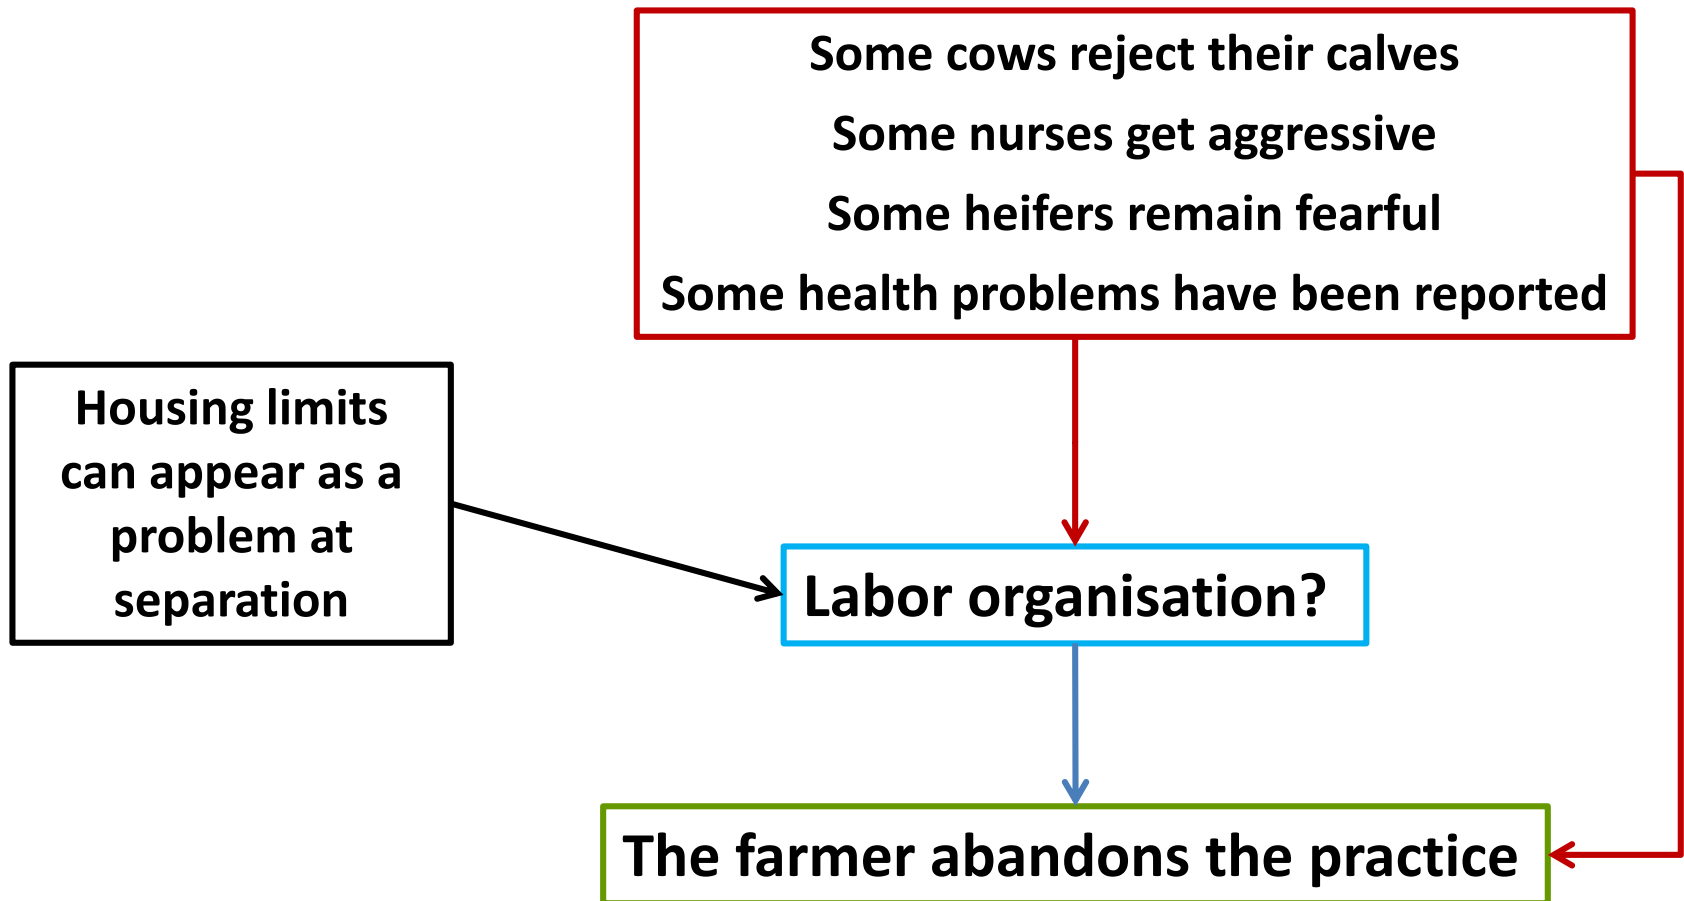 Some cows reject their calves
Some nurses get aggressive
Some heifers remain fearful
Some health problems have been reported
Housing limits
can appear as a
problem at
separation
Labor organisation?
The farmer abandons the practice